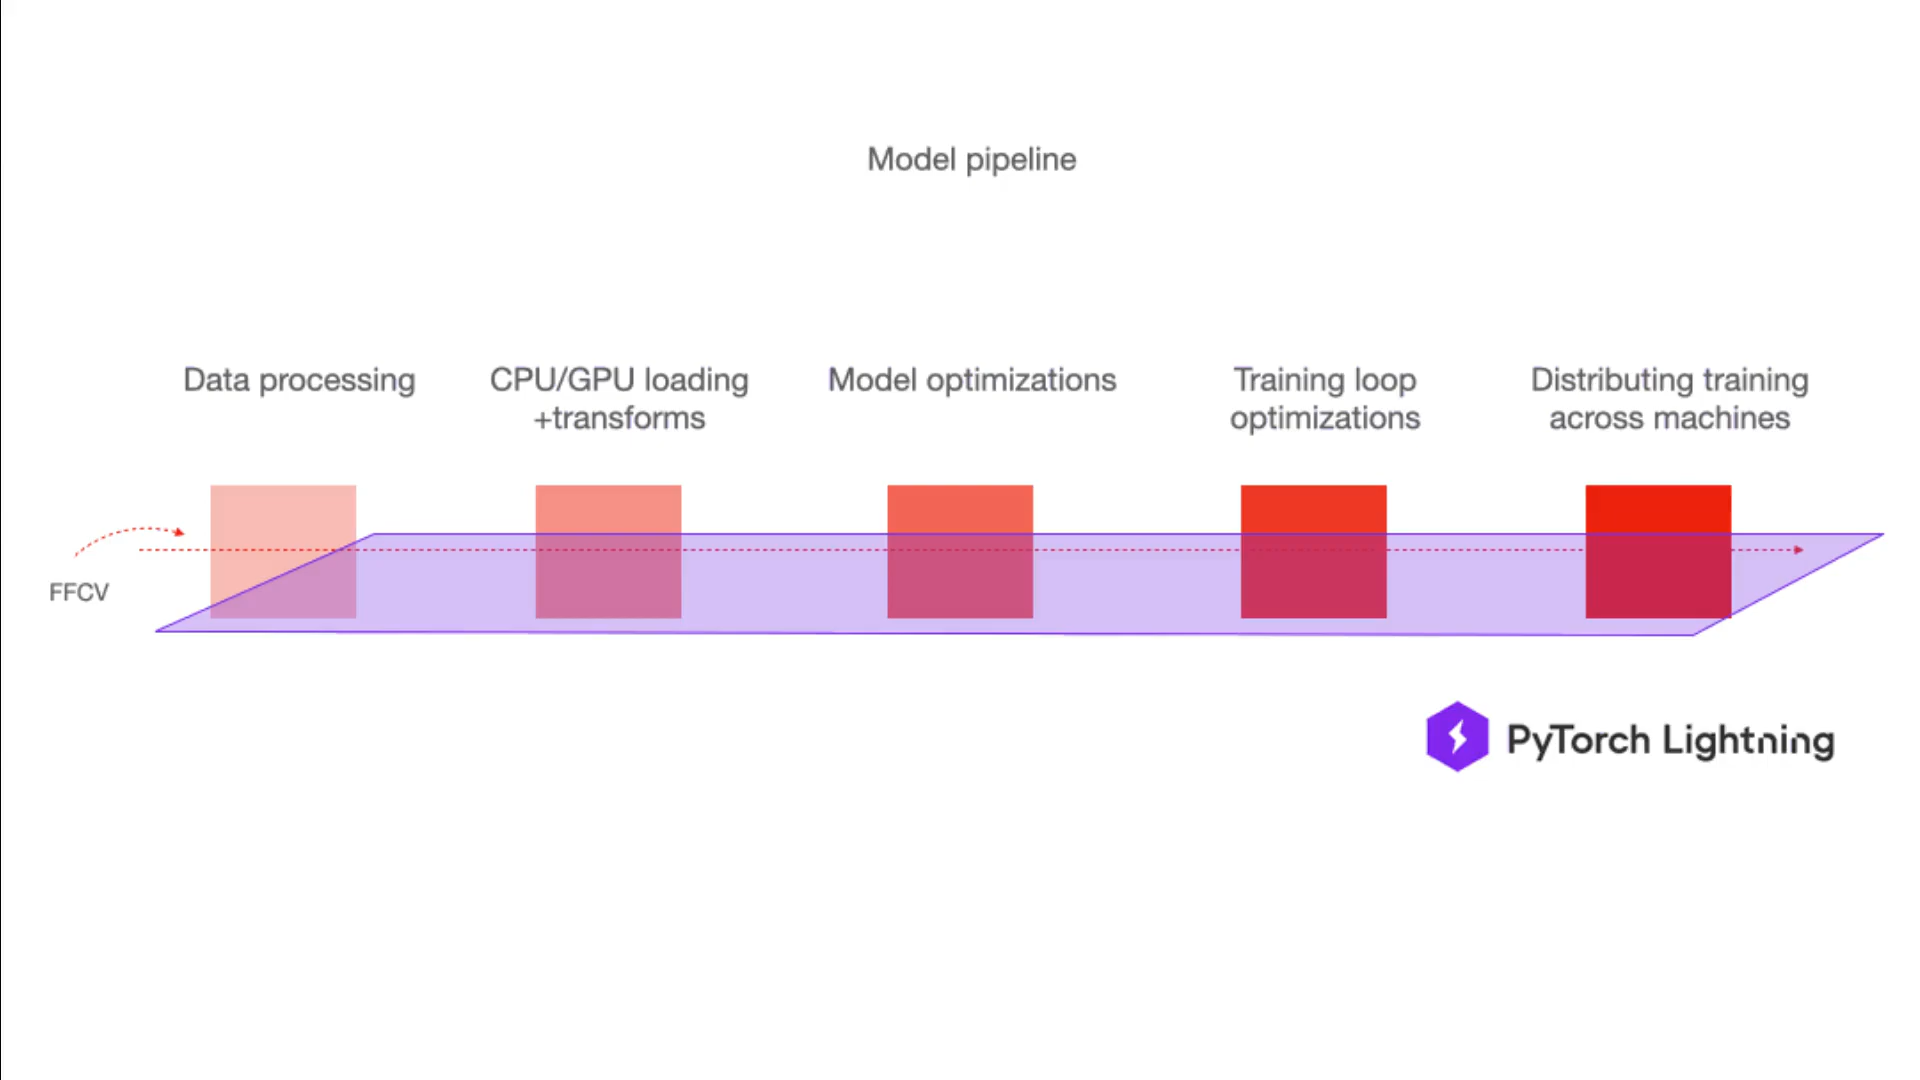 Model pipeline
Data processing
CPU/GPU loading
+transforms
Model optimizations
Training loop
optimizations
Distributing training
across machines
FFCV
PyTorch Lightning